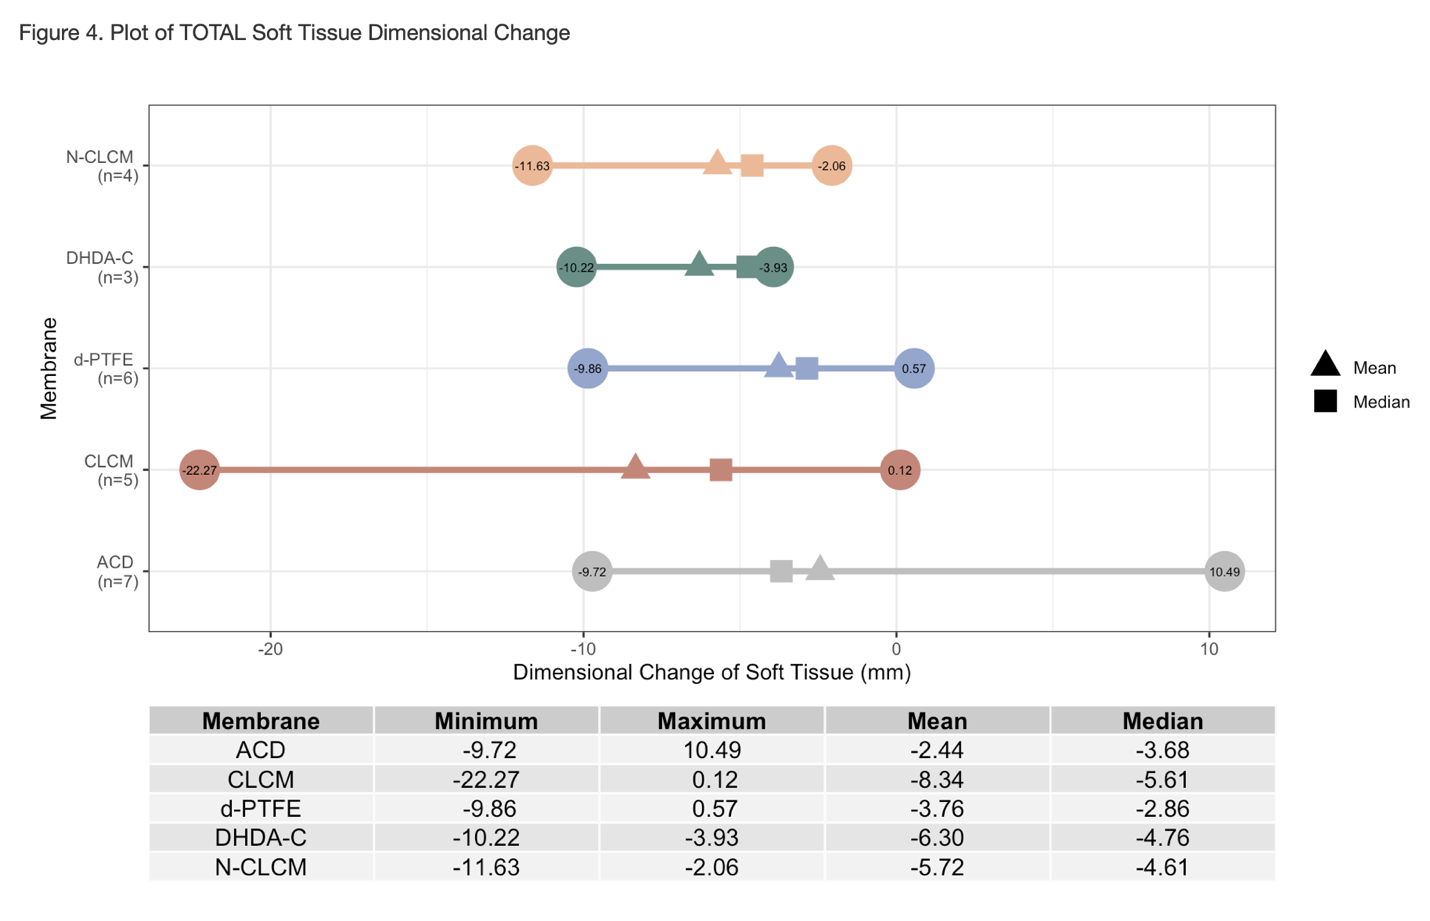 Figure 4. Plot of TOTAL Soft Tissue Dimensional Change
N-CLCM
(n=4)
-11.63
-2.06
DHDA-C
(n=3)
-10.22
-3.93
d-PTFE
(n=6)
-9.86
0.57
CLCM
(n=5)
-22.27
0.12
ACD
(n=7)
-9.72
10.49
Membrane
Mean
Median
-20 -10 0 10
Dimensional Change of Soft Tissue (mm)
Membrane Minimum Maximum Mean Median
ACD -9.72 10.49 -2.44 -3.68
CLCM -22.27 0.12 -8.34 -5.61
d-PTFE -9.86 0.57 -3.76 -2.86
DHDA-C -10.22 -3.93 -6.30 -4.76
N-CLCM -11.63 -2.06 -5.72 -4.61